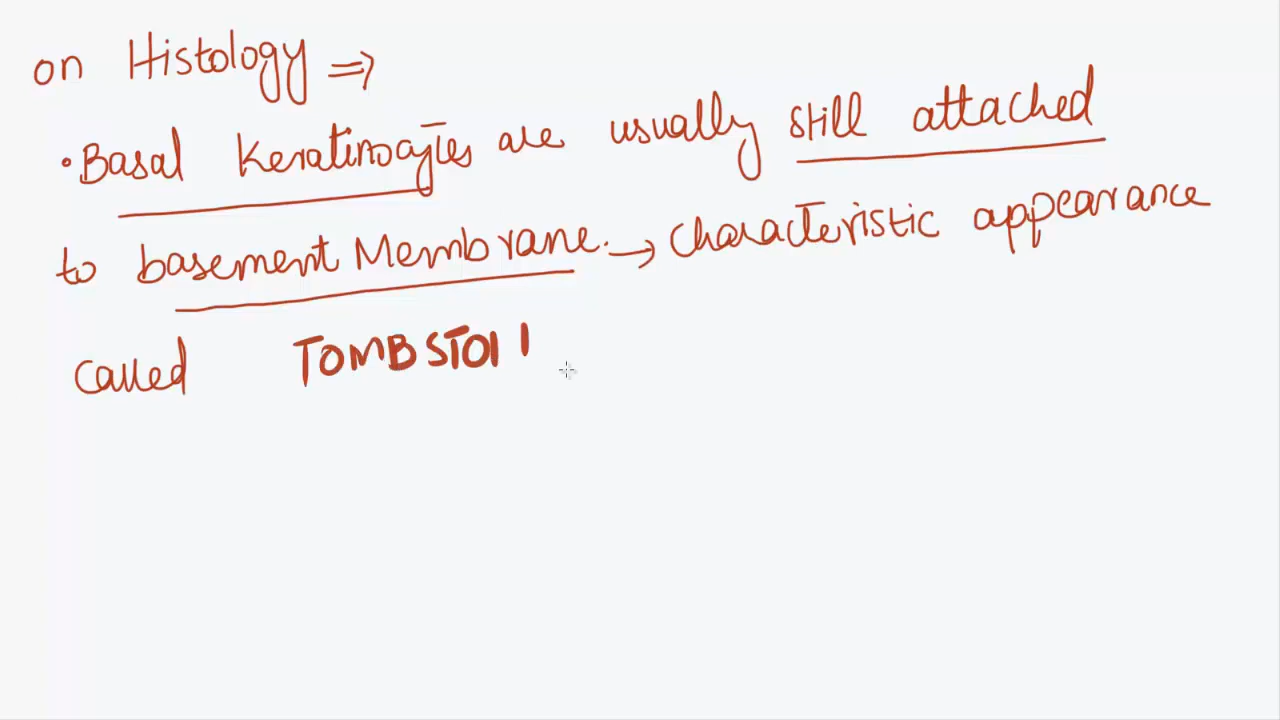 on Histology ⇒
• Basal Keratinocytes are usually still attached
to basement Membrane. → characteristic appearance
called TOMBSTO